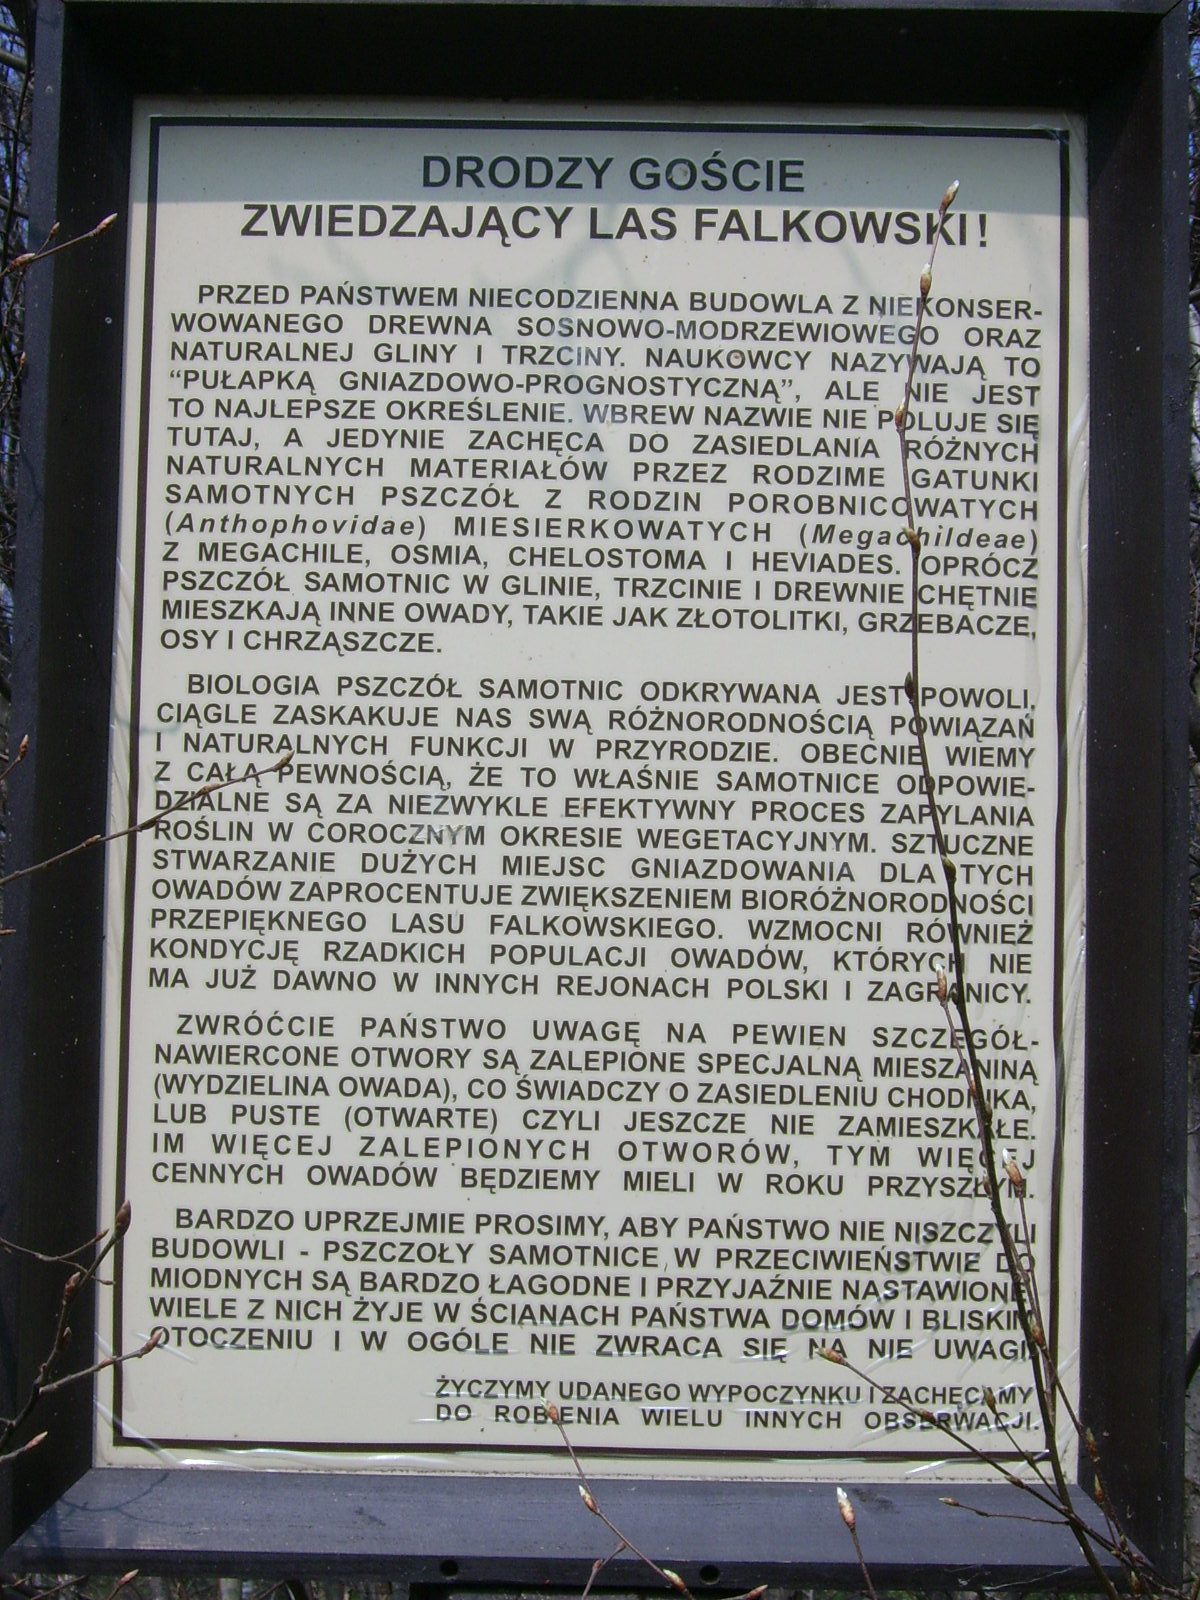 DRODZY GOŚCIE
ZWIEDZAJĄCY LAS FALKOWSKI!
PRZED PAŃSTWEM NIECODZIENNA BUDOWLA Z NIEKONSER-
WOWANEGO DREWNA SOSNOWO-MODRZEWIOWEGO ORAZ
NATURALNEJ GLINY I TRZCINY. NAUKOWCY NAZYWAJĄ TO
“PUŁAPKĄ GNIAZDOWO-PROGNOSTYCZNĄ”, ALE NIE JEST
TO NAJLEPSZE OKREŚLENIE. WBREW NAZWIE NIE POLUJE SIĘ
TUTAJ, A JEDYNIE ZACHĘCA DO ZASIEDLANIA RÓŻNYCH
NATURALNYCH MATERIAŁÓW PRZEZ RODZIME GATUNKI
SAMOTNYCH PSZCZÓŁ Z RODZIN POROBNICOWATYCH
(Anthophovidae) MIESIERKOWATYCH (Megachildeae)
Z MEGACHILE, OSMIA, CHELOSTOMA I HEVIADES. OPRÓCZ
PSZCZÓŁ SAMOTNIC W GLINIE, TRZCINIE I DREWNIE CHĘTNIE
MIESZKAJĄ INNE OWADY, TAKIE JAK ZŁOTOLITKI, GRZEBACZE,
OSY I CHRZĄSZCZE.
BIOLOGIA PSZCZÓŁ SAMOTNIC ODKRYWANA JEST POWOLI.
CIĄGLE ZASKAKUJE NAS SWĄ RÓŻNORODNOŚCIĄ POWIĄZAŃ
I NATURALNYCH FUNKCJI W PRZYRODZIE. OBECNIE WIEMY
Z CAŁĄ PEWNOŚCIĄ, ŻE TO WŁAŚNIE SAMOTNICE ODPOWIE-
DZIALNE SĄ ZA NIEZWYKLE EFEKTYWNY PROCES ZAPYLANIA
ROŚLIN W COROCZNYM OKRESIE WEGETACYJNYM. SZTUCZNE
STWARZANIE DUŻYCH MIEJSC GNIAZDOWANIA DLA TYCH
OWADÓW ZAPROCENTUJE ZWIĘKSZENIEM BIORÓŻNORODNOŚCI
PRZEPIĘKNEGO LASU FALKOWSKIEGO. WZMOCNI RÓWNIEŻ
KONDYCJĘ RZADKICH POPULACJI OWADÓW, KTÓRYCH NIE
MA JUŻ DAWNO W INNYCH REJONACH POLSKI I ZAGRANICY.
ZWRÓĆCIE PAŃSTWO UWAGĘ NA PEWIEN SZCZEGÓŁ-
NAWIERCONE OTWORY SĄ ZALEPIONE SPECJALNĄ MIESZANINĄ
(WYDZIELINA OWADA), CO ŚWIADCZY O ZASIEDLENIU CHODNIKA,
LUB PUSTE (OTWARTE) CZYLI JESZCZE NIE ZAMIESZKAŁE.
IM WIĘCEJ ZALEPIONYCH OTWORÓW, TYM WIĘCEJ
CENNYCH OWADÓW BĘDZIEMY MIELI W ROKU PRZYSZŁYM.
BARDZO UPRZEJMIE PROSIMY, ABY PAŃSTWO NIE NISZCZYLI
BUDOWLI - PSZCZOŁY SAMOTNICE W PRZECIWIEŃSTWIE DO
MIODNYCH SĄ BARDZO ŁAGODNE I PRZYJAŹNIE NASTAWIONE.
WIELE Z NICH ŻYJE W ŚCIANACH PAŃSTWA DOMÓW I BLISKIM
OTOCZENIU I W OGÓLE NIE ZWRACA SIĘ NA NIE UWAGI.
ŻYCZYMY UDANEGO WYPOCZYNKU I ZACHĘCAMY
DO ROBIENIA WIELU INNYCH OBSERWACJI.